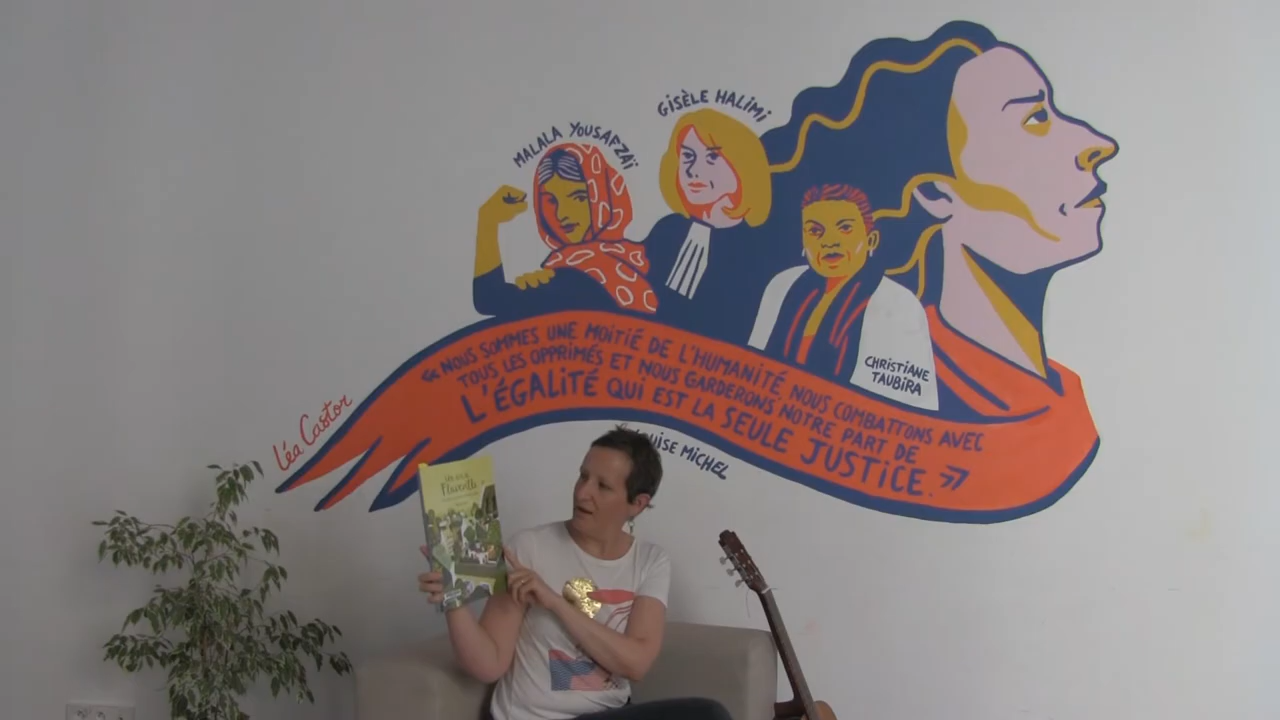 GISÈLE HALIMI
MALALA YOUSAFZAÏ
CHRISTIANE
TAUBIRA
« NOUS SOMMES UNE MOITIÉ DE L'HUMANITÉ NOUS COMBATTONS AVEC
TOUS LES OPPRIMÉS ET NOUS GARDERONS NOTRE PART DE
L'ÉGALITÉ QUI EST LA SEULE JUSTICE. »
Léa Castor
LOUISE MICHEL